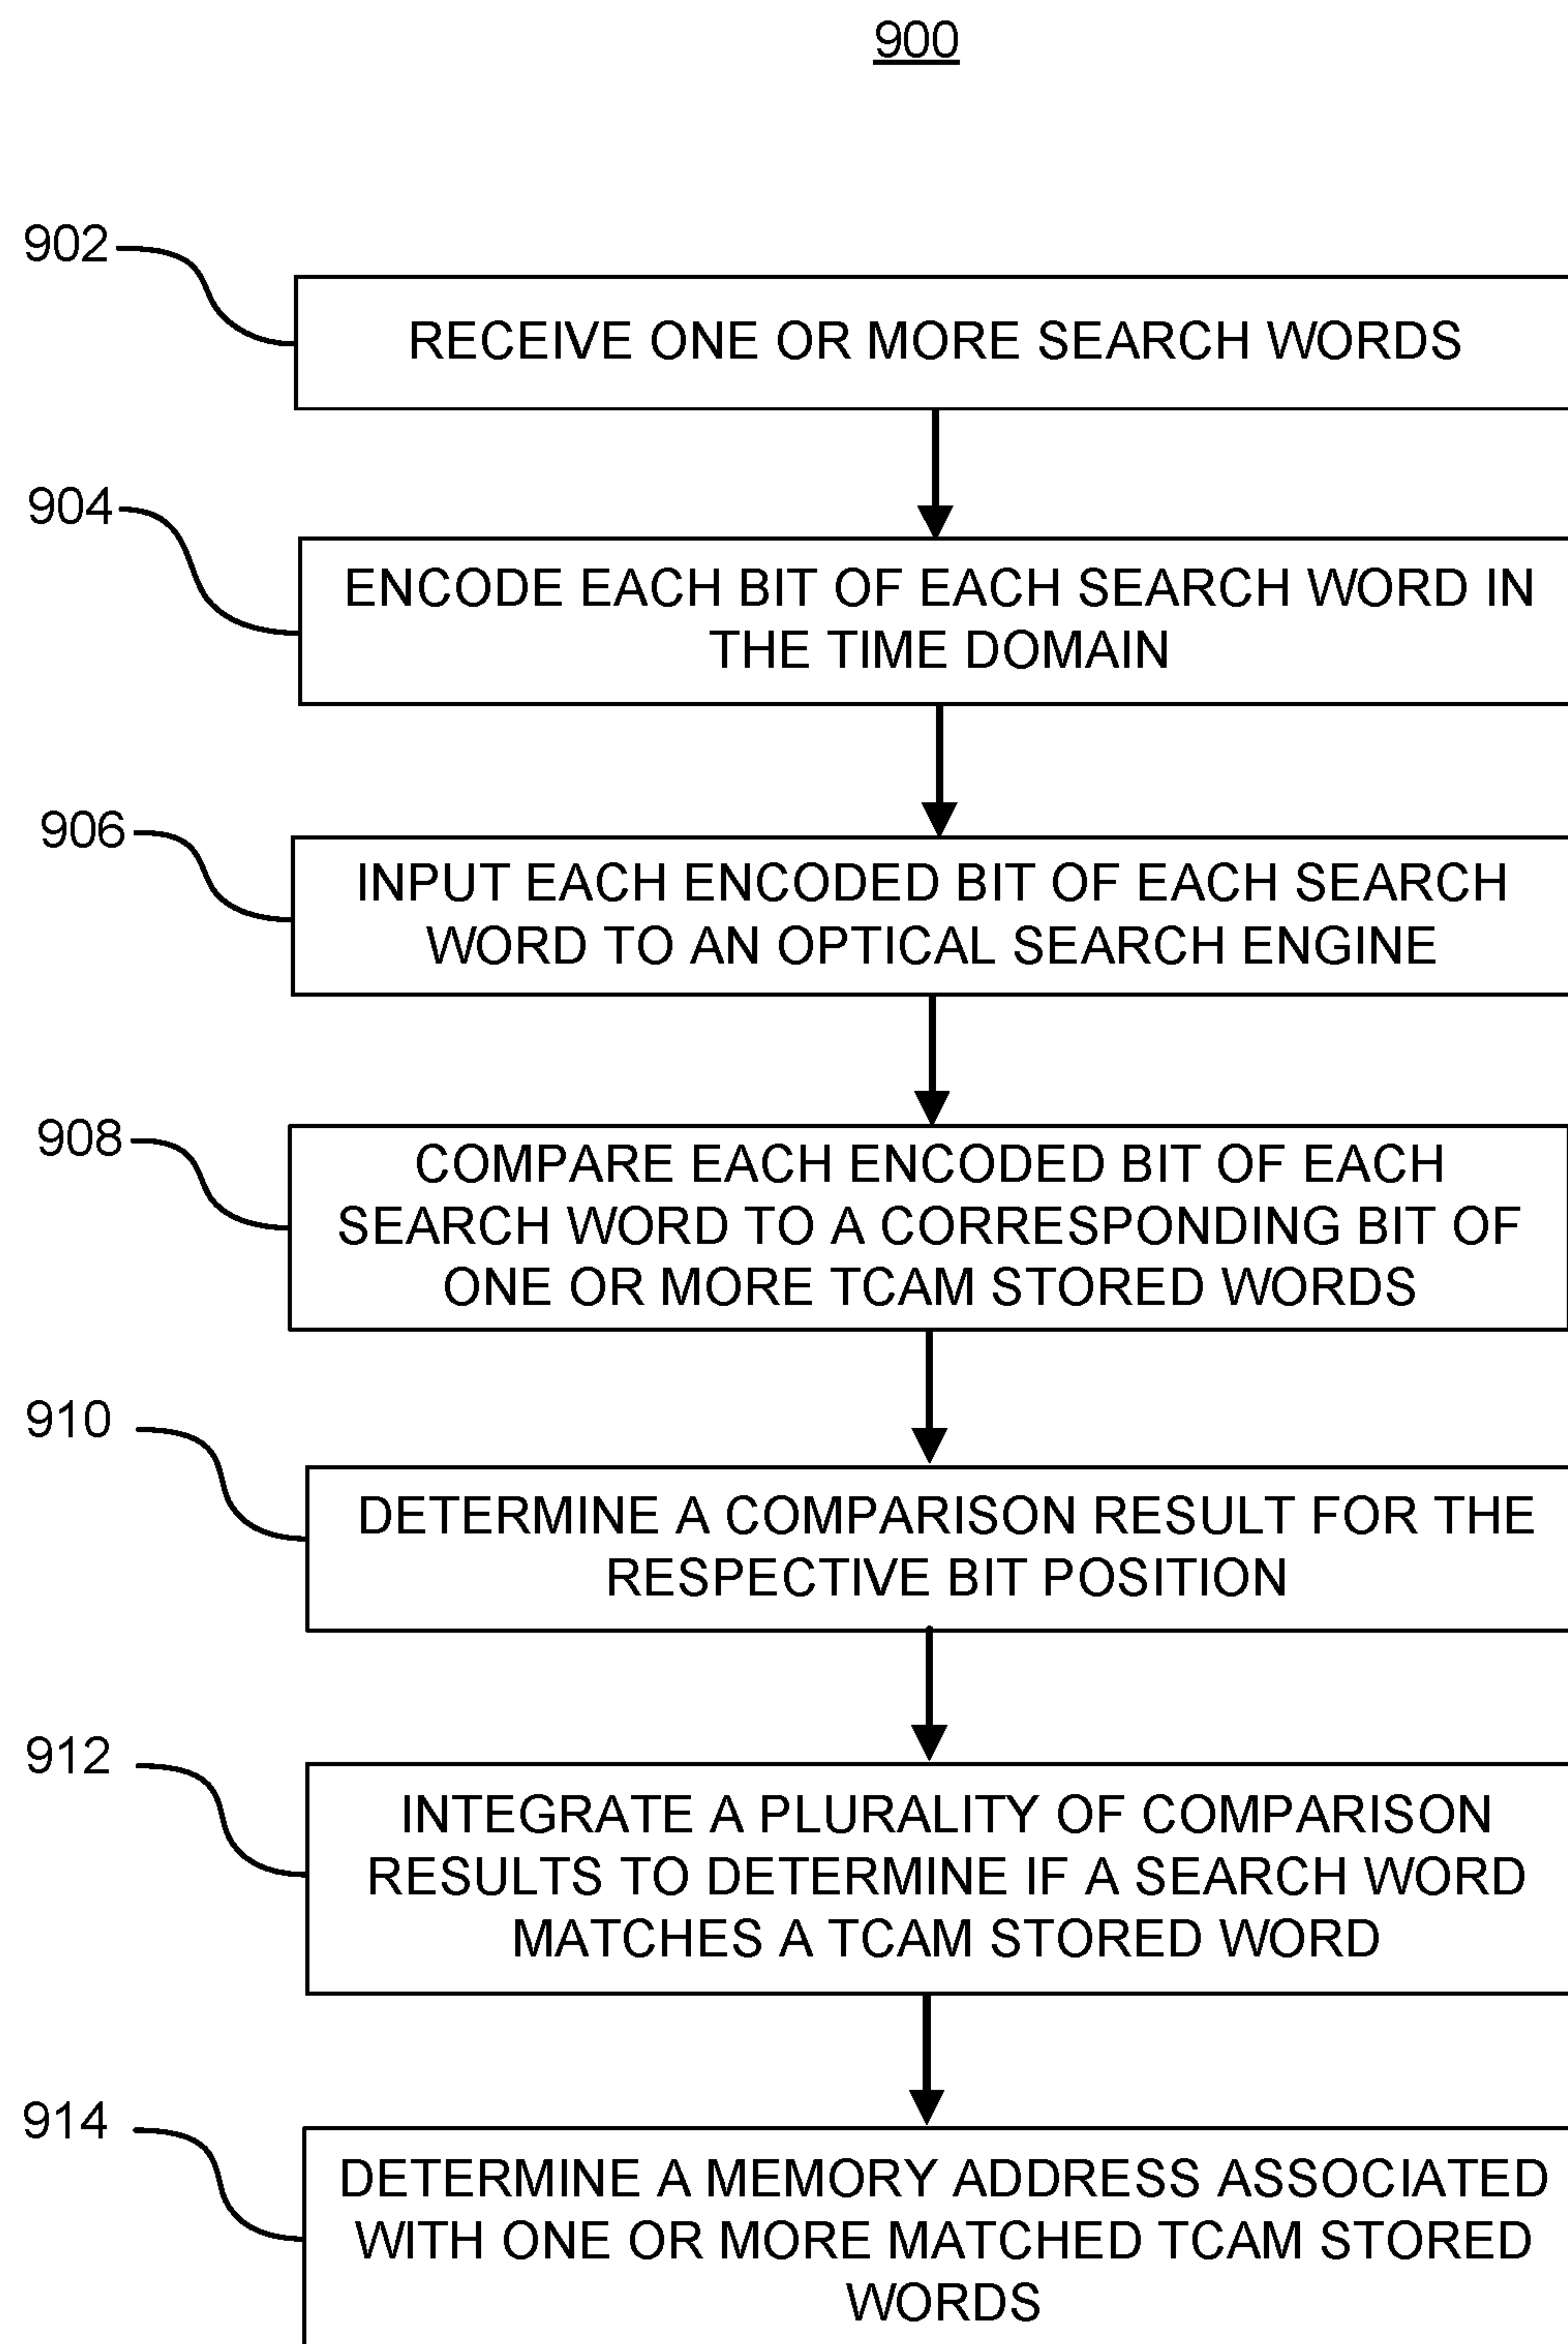 900
902
RECEIVE ONE OR MORE SEARCH WORDS
904
ENCODE EACH BIT OF EACH SEARCH WORD IN
THE TIME DOMAIN
906
INPUT EACH ENCODED BIT OF EACH SEARCH
WORD TO AN OPTICAL SEARCH ENGINE
908
COMPARE EACH ENCODED BIT OF EACH
SEARCH WORD TO A CORRESPONDING BIT OF
ONE OR MORE TCAM STORED WORDS
910
DETERMINE A COMPARISON RESULT FOR THE
RESPECTIVE BIT POSITION
912
INTEGRATE A PLURALITY OF COMPARISON
RESULTS TO DETERMINE IF A SEARCH WORD
MATCHES A TCAM STORED WORD
914
DETERMINE A MEMORY ADDRESS ASSOCIATED
WITH ONE OR MORE MATCHED TCAM STORED
WORDS